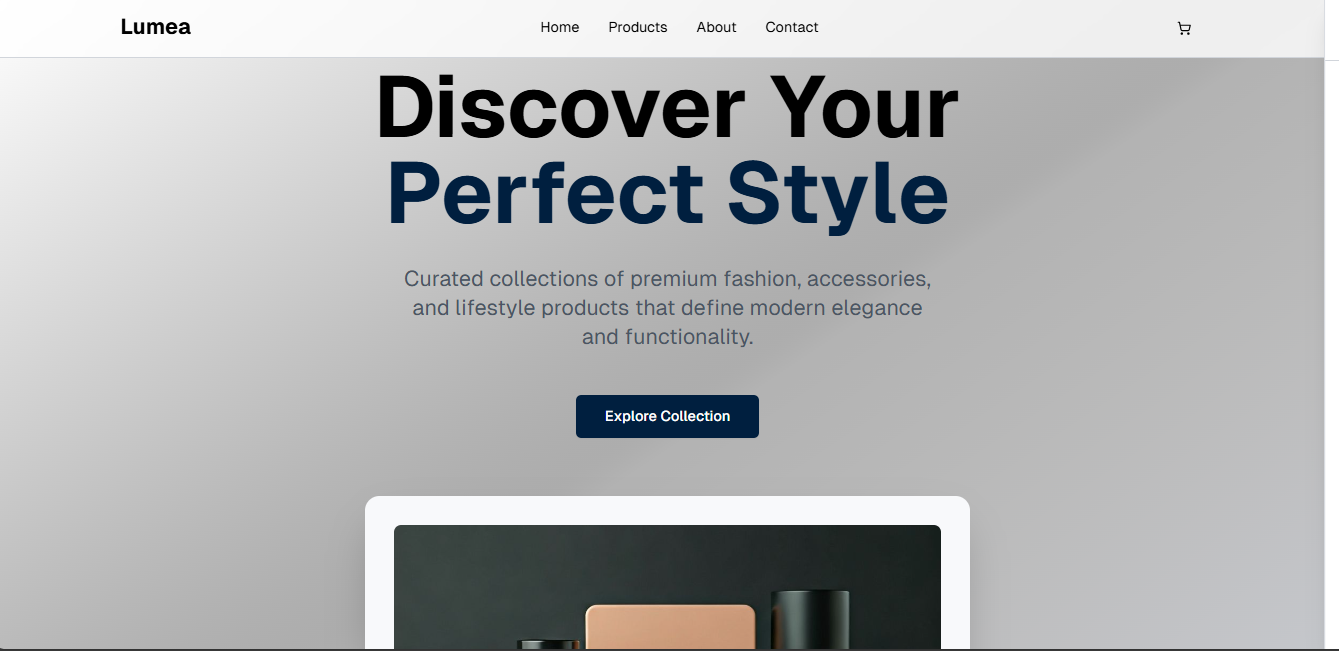 Lumea
Home
Products
About
Contact
Discover Your
Perfect Style
Curated collections of premium fashion, accessories,
and lifestyle products that define modern elegance
and functionality.
Explore Collection